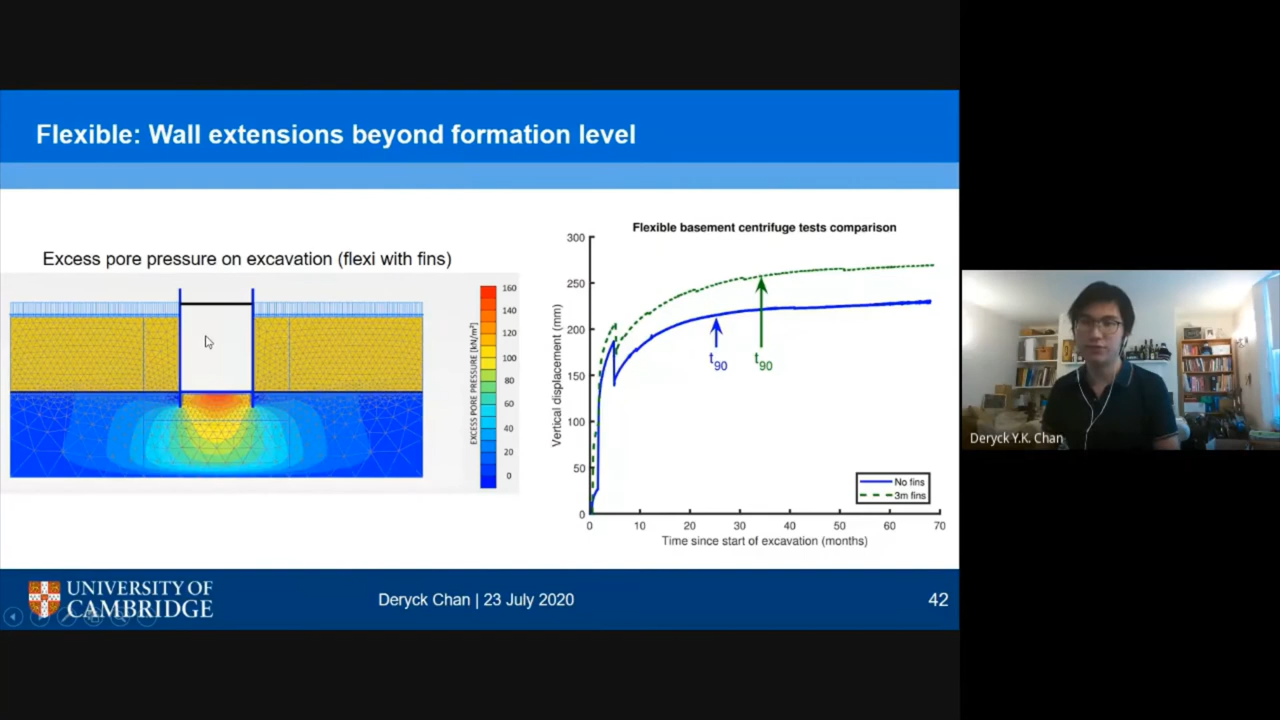 Flexible: Wall extensions beyond formation level
Excess pore pressure on excavation (flexi with fins)
EXCESS PORE PRESSURE [kN/m²]
160
140
120
100
80
60
40
20
0
Flexible basement centrifuge tests comparison
Vertical displacement (mm)
300
250
200
150
100
50
0
t90
t90
No fins
3m fins
0 10 20 30 40 50 60 70
Time since start of excavation (months)
UNIVERSITY OF
CAMBRIDGE
Deryck Chan | 23 July 2020
42
Deryck Y.K. Chan